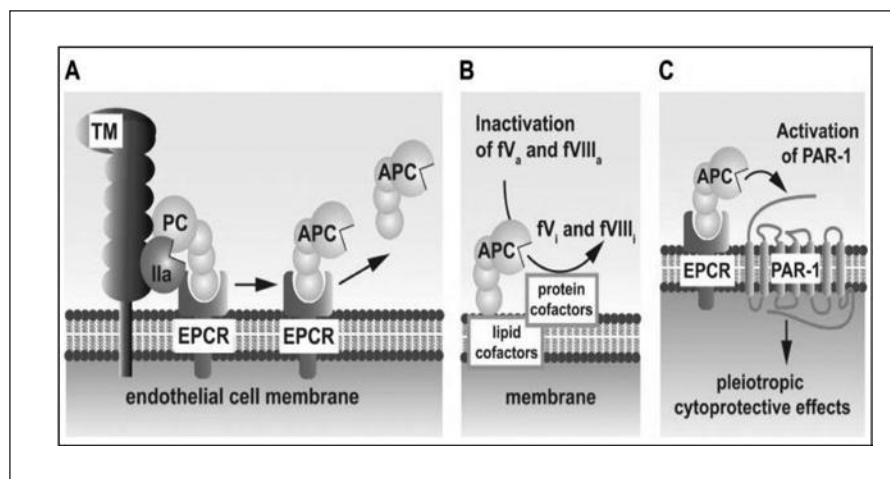 A
TM
PC
IIa
EPCR
APC
EPCR
APC
endothelial cell membrane
B
Inactivation
of fVₐ and fVIIIₐ
APC
fVᵢ and fVIIIᵢ
protein
cofactors
lipid
cofactors
membrane
C
Activation
of PAR-1
APC
EPCR
PAR-1
pleiotropic
cytoprotective effects